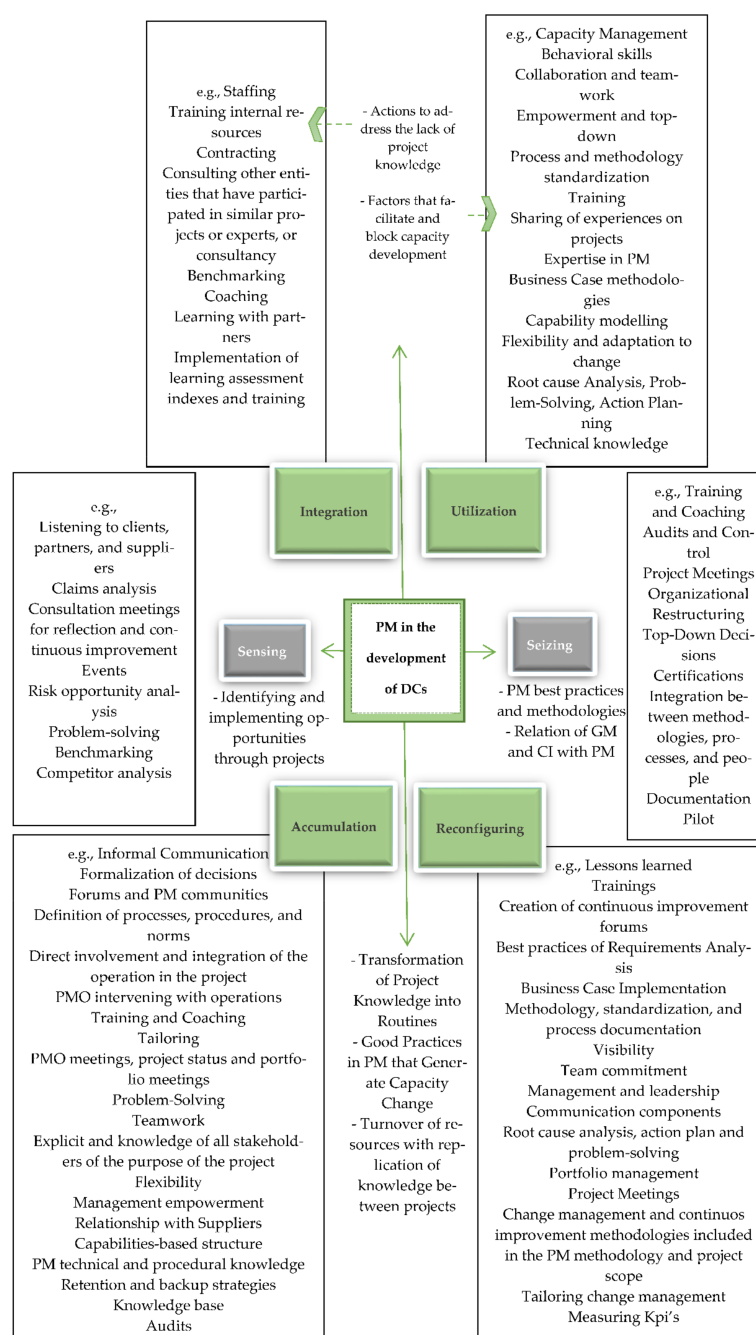 e.g., Staffing
Training internal re-
sources
Contracting
Consulting other enti-
ties that have partici-
pated in similar pro-
jects or experts, or
consultancy
Benchmarking
Coaching
Learning with part-
ners
Implementation of
learning assessment
indexes and training
- Actions to ad-
dress the lack of
project
knowledge
- Factors that fa-
cilitate and
block capacity
development
e.g., Capacity Management
Behavioral skills
Collaboration and team-
work
Empowerment and top-
down
Process and methodology
standardization
Training
Sharing of experiences on
projects
Expertise in PM
Business Case methodolo-
gies
Capability modelling
Flexibility and adaptation to
change
Root cause Analysis, Prob-
lem-Solving, Action Plan-
ning
Technical knowledge
Integration
Utilization
e.g.,
Listening to clients,
partners, and suppli-
ers
Claims analysis
Consultation meetings
for reflection and con-
tinuous improvement
Events
Risk opportunity anal-
ysis
Problem-solving
Benchmarking
Competitor analysis
Sensing
- Identifying and
implementing op-
portunities
through projects
PM in the
development
of DCs
Seizing
- PM best practices
and methodologies
- Relation of GM
and CI with PM
e.g., Training
and Coaching
Audits and Con-
trol
Project Meetings
Organizational
Restructuring
Top-Down Deci-
sions
Certifications
Integration be-
tween method-
ologies, pro-
cesses, and peo-
ple
Documentation
Pilot
Accumulation
Reconfiguring
e.g., Informal Communication
Formalization of decisions
Forums and PM communities
Definition of processes, procedures, and
norms
Direct involvement and integration of the
operation in the project
PMO intervening with operations
Training and Coaching
Tailoring
PMO meetings, project status and portfo-
lio meetings
Problem-Solving
Teamwork
Explicit and knowledge of all stakehold-
ers of the purpose of the project
Flexibility
Management empowerment
Relationship with Suppliers
Capabilities-based structure
PM technical and procedural knowledge
Retention and backup strategies
Knowledge base
Audits
- Transformation
of Project
Knowledge into
Routines
- Good Practices
in PM that Gener-
ate Capacity
Change
- Turnover of re-
sources with rep-
lication of
knowledge be-
tween projects
e.g., Lessons learned
Trainings
Creation of continuous improvement
forums
Best practices of Requirements Analy-
sis
Business Case Implementation
Methodology, standardization, and
process documentation
Visibility
Team commitment
Management and leadership
Communication components
Root cause analysis, action plan and
problem-solving
Portfolio management
Project Meetings
Change management and continuos
improvement methodologies included
in the PM methodology and project
scope
Tailoring change management
Measuring Kpi's